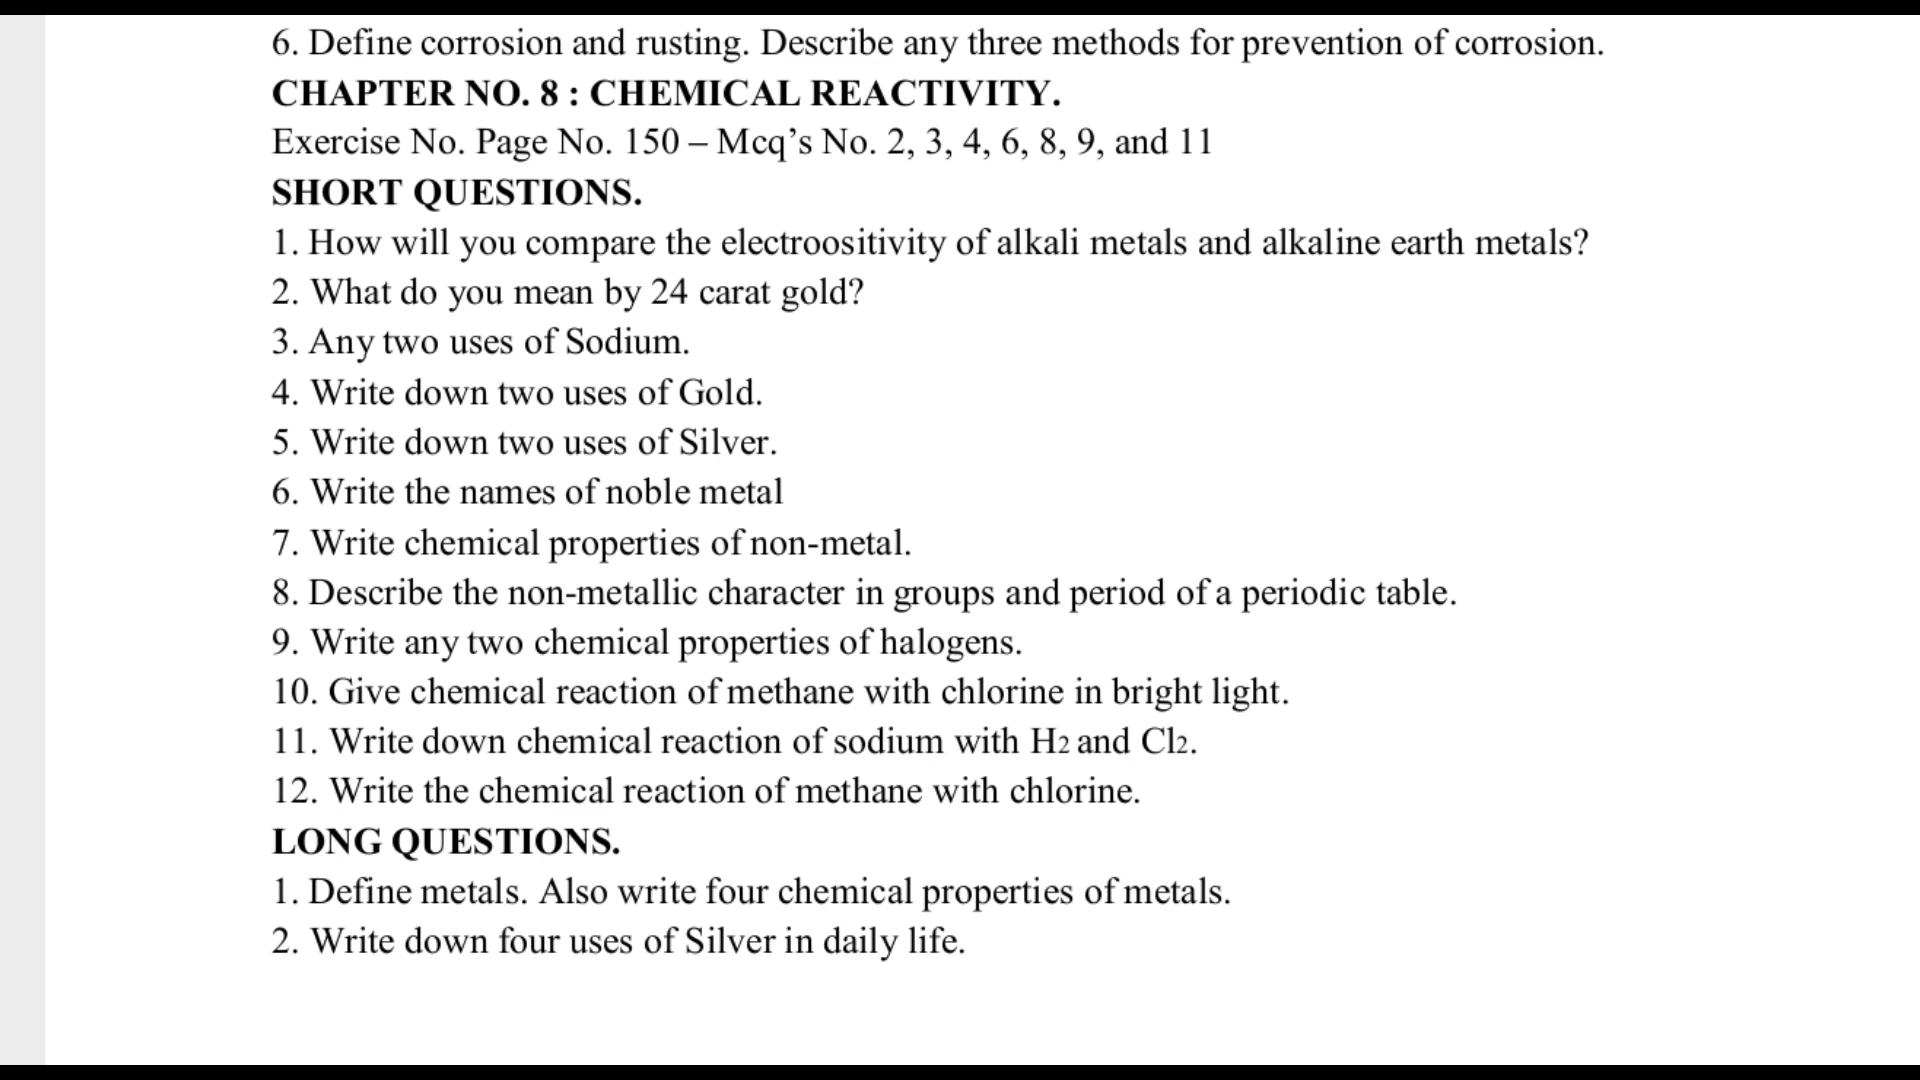 6. Define corrosion and rusting. Describe any three methods for prevention of corrosion.
CHAPTER NO. 8 : CHEMICAL REACTIVITY.
Exercise No. Page No. 150 – Mcq’s No. 2, 3, 4, 6, 8, 9, and 11
SHORT QUESTIONS.
1. How will you compare the electroositivity of alkali metals and alkaline earth metals?
2. What do you mean by 24 carat gold?
3. Any two uses of Sodium.
4. Write down two uses of Gold.
5. Write down two uses of Silver.
6. Write the names of noble metal
7. Write chemical properties of non-metal.
8. Describe the non-metallic character in groups and period of a periodic table.
9. Write any two chemical properties of halogens.
10. Give chemical reaction of methane with chlorine in bright light.
11. Write down chemical reaction of sodium with H2 and Cl2.
12. Write the chemical reaction of methane with chlorine.
LONG QUESTIONS.
1. Define metals. Also write four chemical properties of metals.
2. Write down four uses of Silver in daily life.